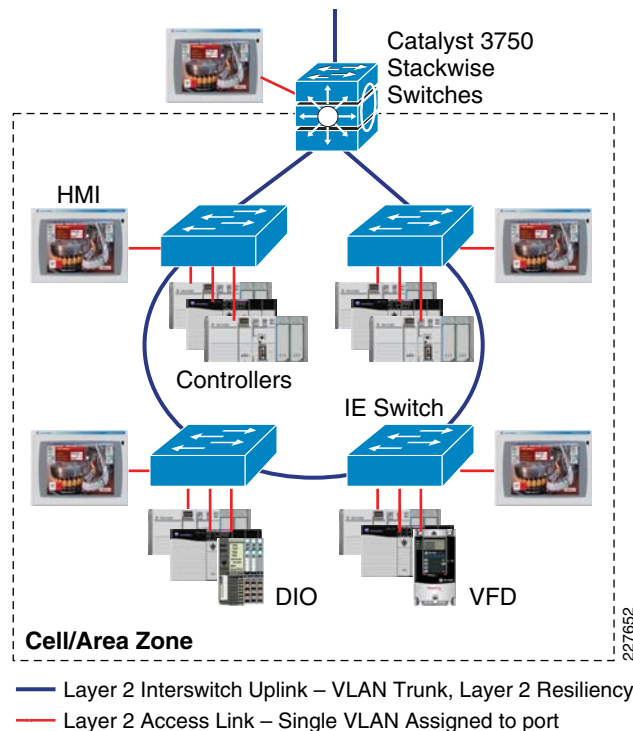 Catalyst 3750
Stackwise
Switches
HMI
Controllers
IE Switch
DIO
VFD
Cell/Area Zone
227652
Layer 2 Interswitch Uplink – VLAN Trunk, Layer 2 Resiliency
Layer 2 Access Link – Single VLAN Assigned to port